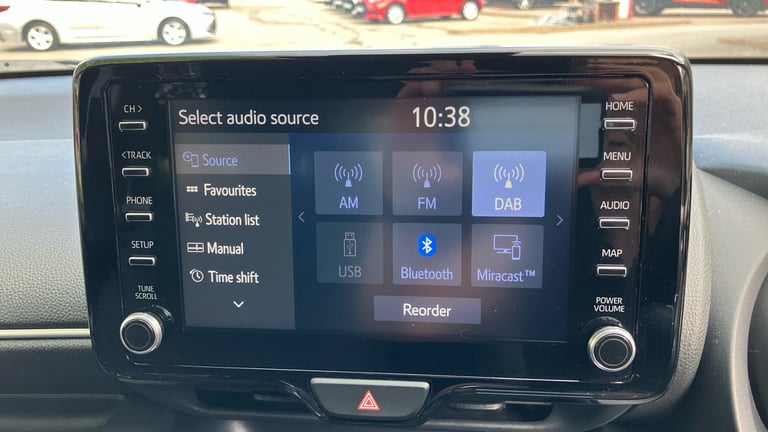 CH >
< TRACK
PHONE
SETUP
TUNE
SCROLL
Select audio source 10:38
Source
Favourites
Station list
Manual
Time shift
AM FM DAB
USB Bluetooth Miracast™
Reorder
HOME
MENU
AUDIO
MAP
POWER
VOLUME